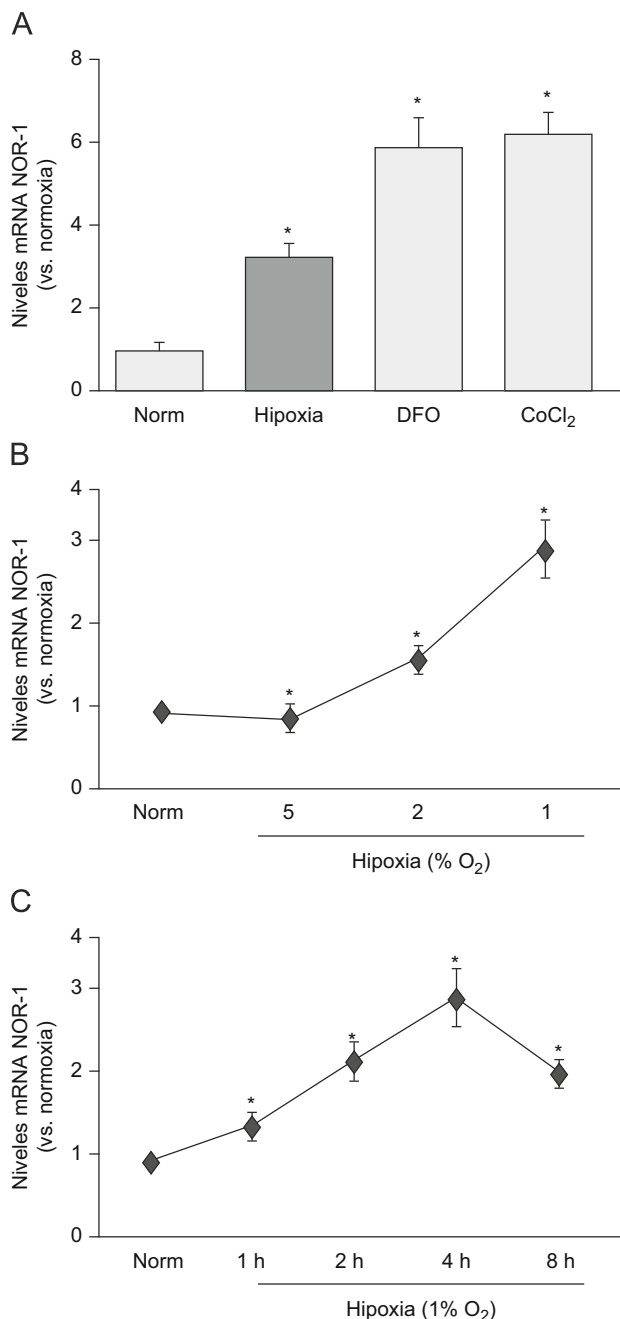 A
Niveles mRNA NOR-1
(vs. normoxia)
8
6
4
2
0
*
*
*
Norm
Hipoxia
DFO
CoCl₂
B
Niveles mRNA NOR-1
(vs. normoxia)
4
3
2
1
0
*
*
*
Norm
5
2
1
Hipoxia (% O₂)
C
Niveles mRNA NOR-1
(vs. normoxia)
4
3
2
1
0
*
*
*
*
Norm
1 h
2 h
4 h
8 h
Hipoxia (1% O₂)